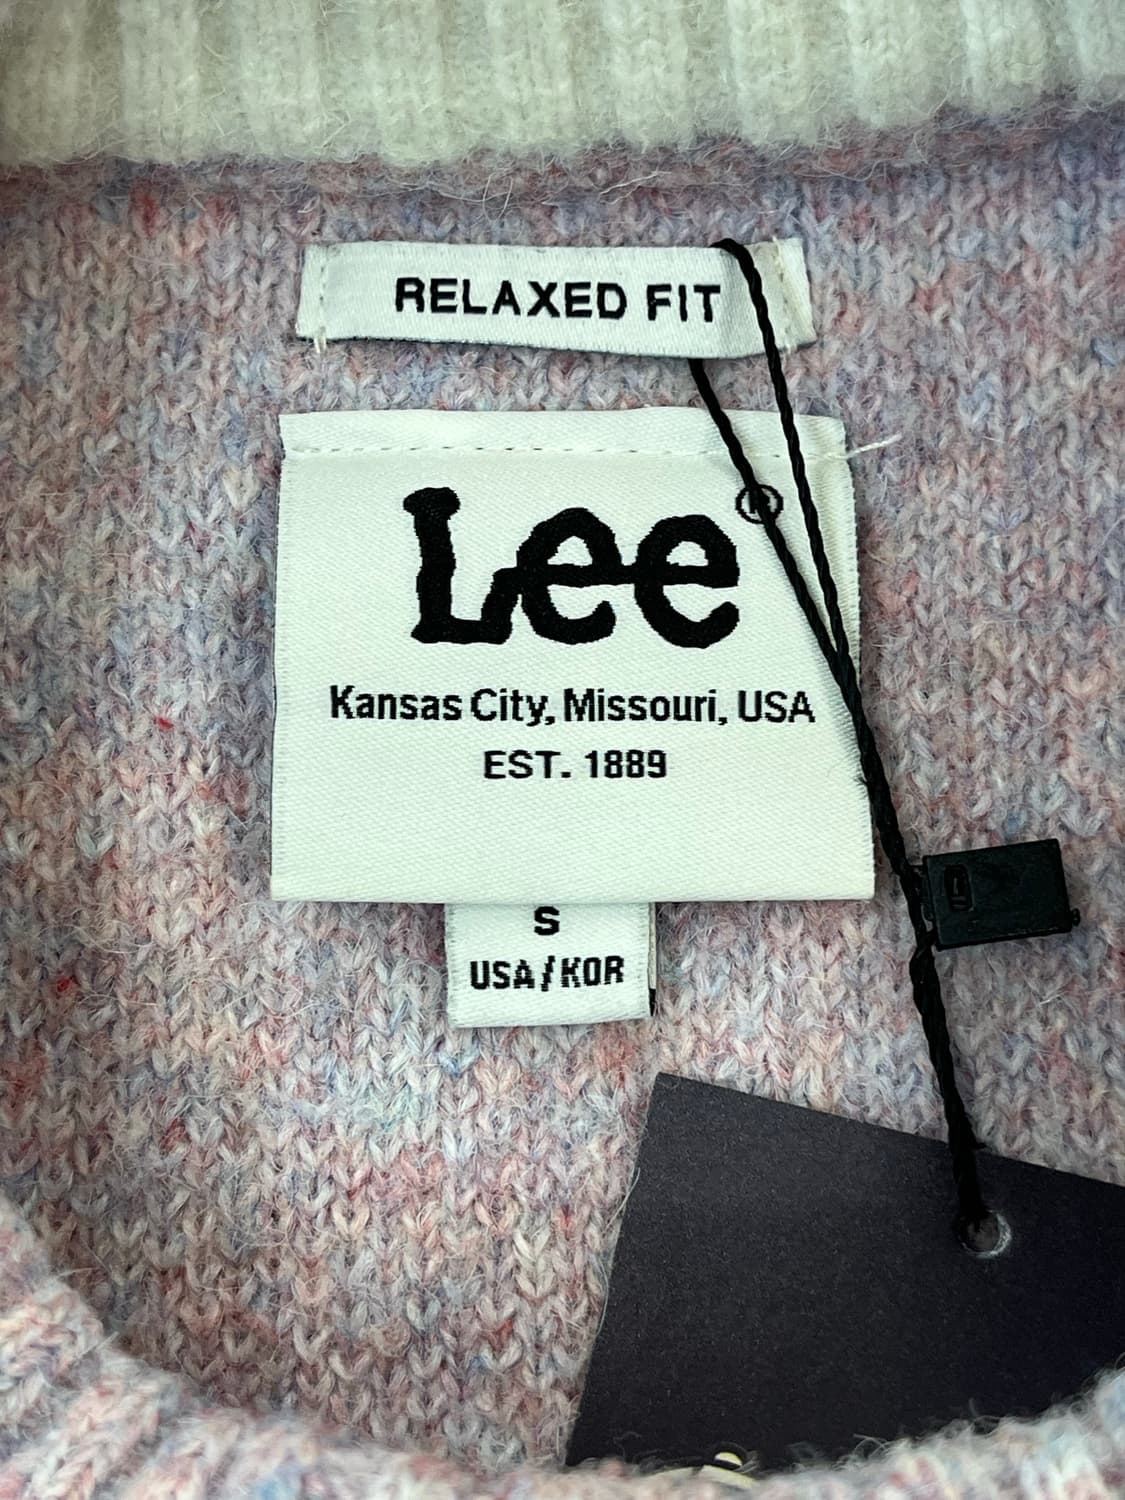 RELAXED FIT
Lee®
Kansas City, Missouri, USA
EST. 1889
S
USA/KOR